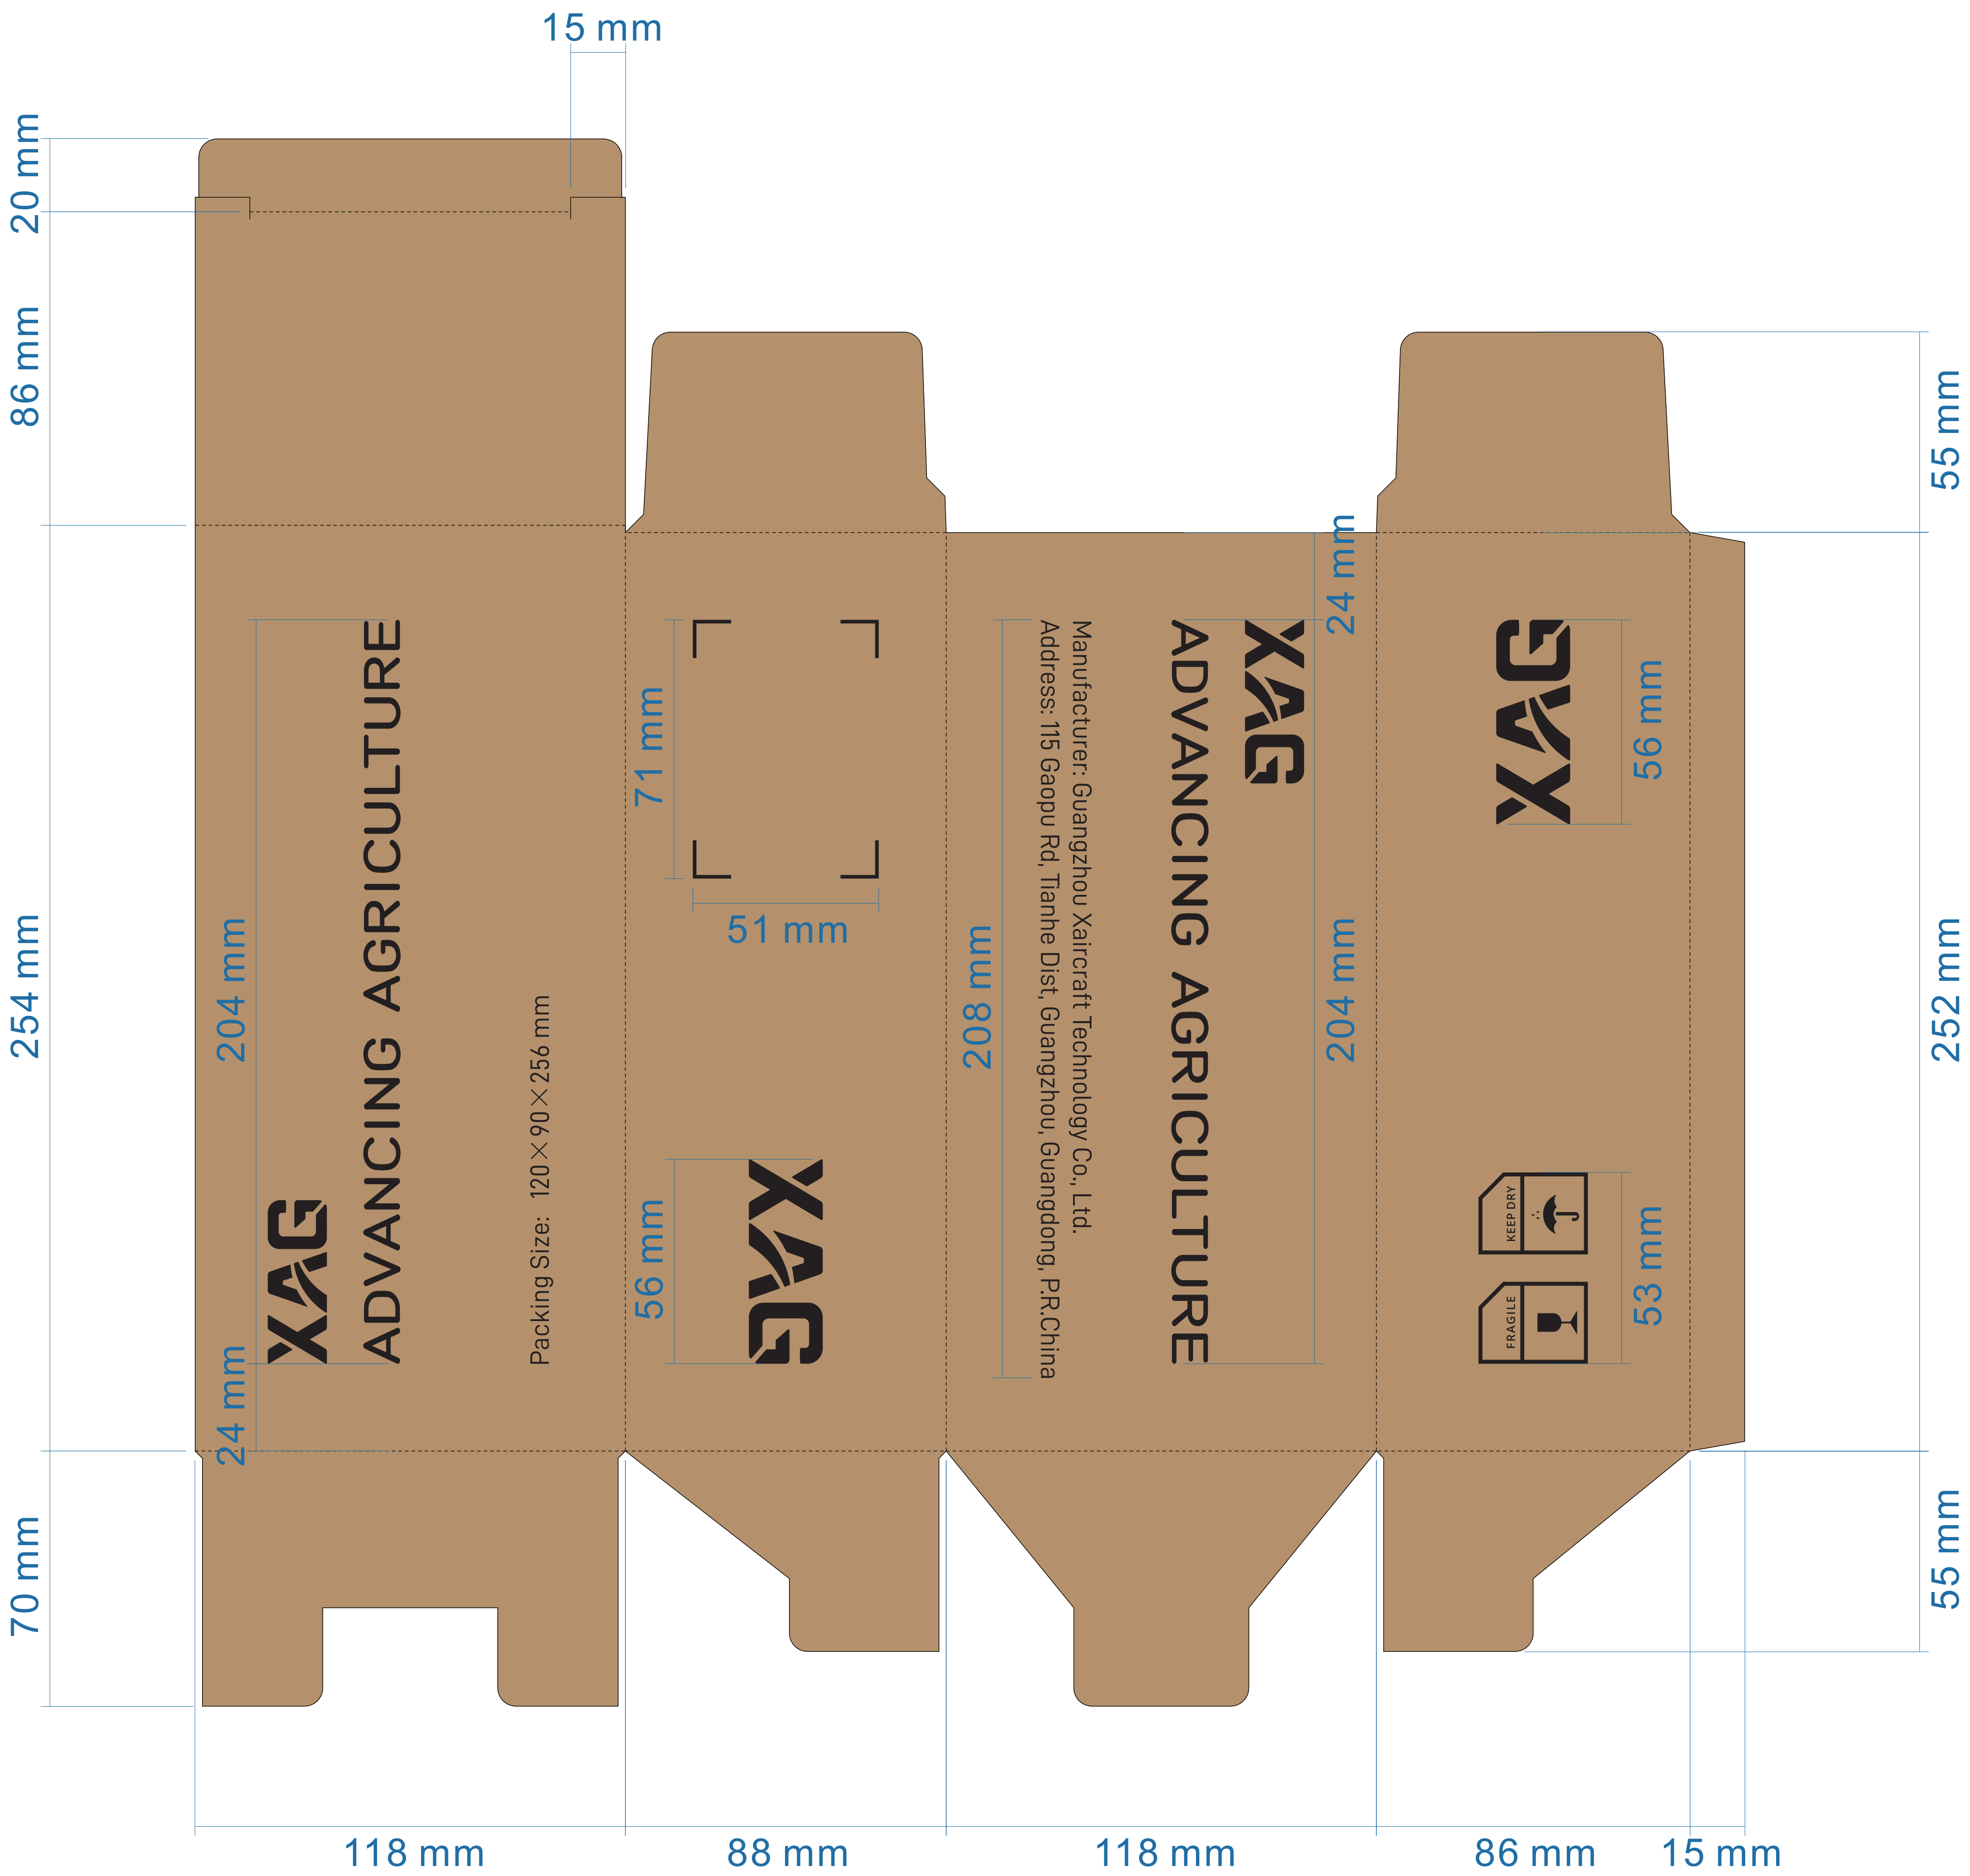 15 mm
20 mm
86 mm
254 mm
70 mm
204 mm
24 mm
XAG
ADVANCING AGRICULTURE
Packing Size: 120×90×256 mm
71 mm
51 mm
56 mm
XAG
208 mm
Manufacturer: Guangzhou Xaircraft Technology Co., Ltd.
Address: 115 Gaopu Rd, Tianhe Dist, Guangzhou, Guangdong, P.R.China
XAG
ADVANCING AGRICULTURE
24 mm
204 mm
XAG
56 mm
KEEP DRY
FRAGILE
53 mm
55 mm
252 mm
55 mm
118 mm
88 mm
118 mm
86 mm
15 mm